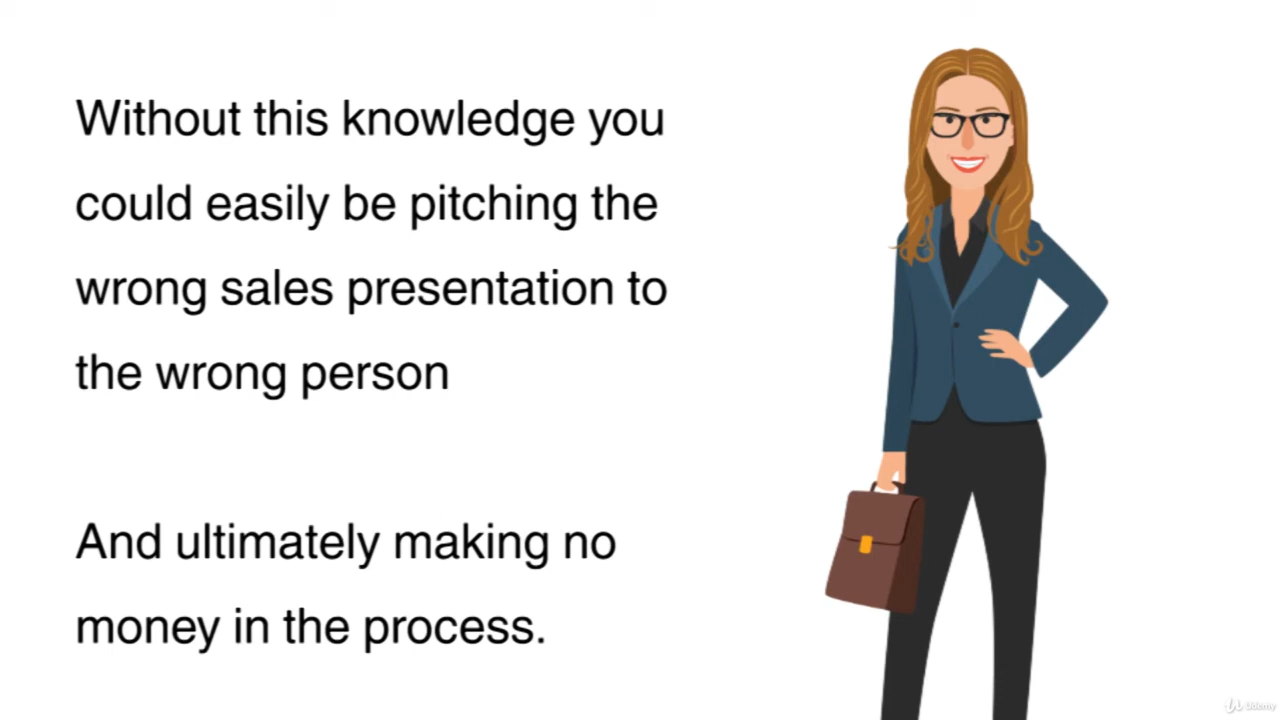 Without this knowledge you
could easily be pitching the
wrong sales presentation to
the wrong person
And ultimately making no
money in the process.
Udemy